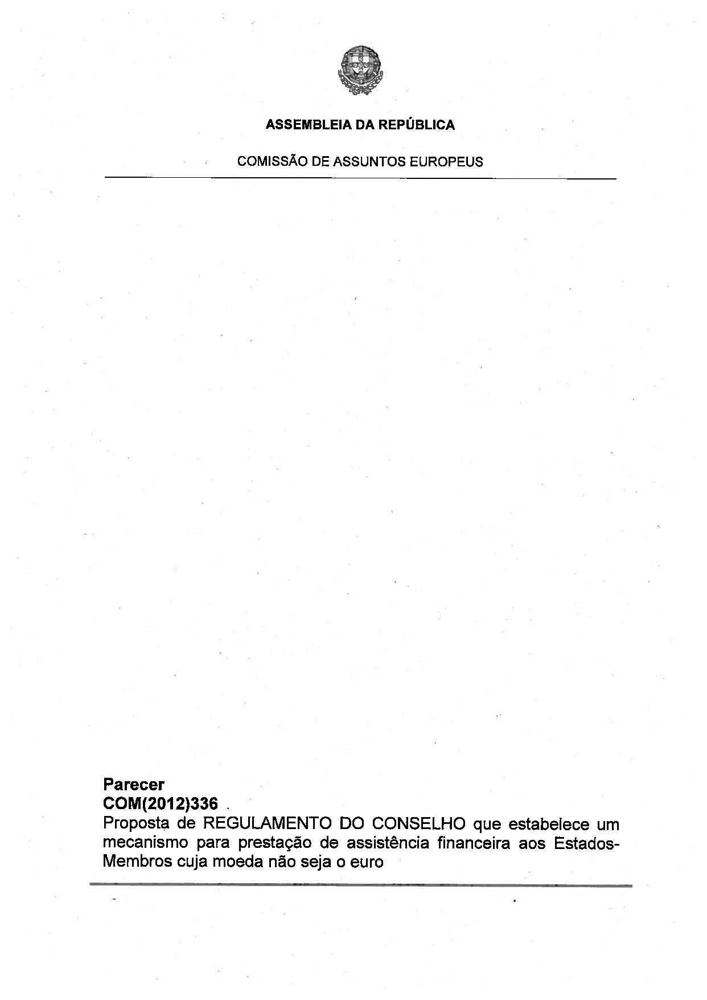 ASSEMBLEIA DA REPÚBLICA
COMISSÃO DE ASSUNTOS EUROPEUS
Parecer
COM(2012)336
Proposta de REGULAMENTO DO CONSELHO que estabelece um
mecanismo para prestação de assistência financeira aos Estados-
Membros cuja moeda não seja o euro